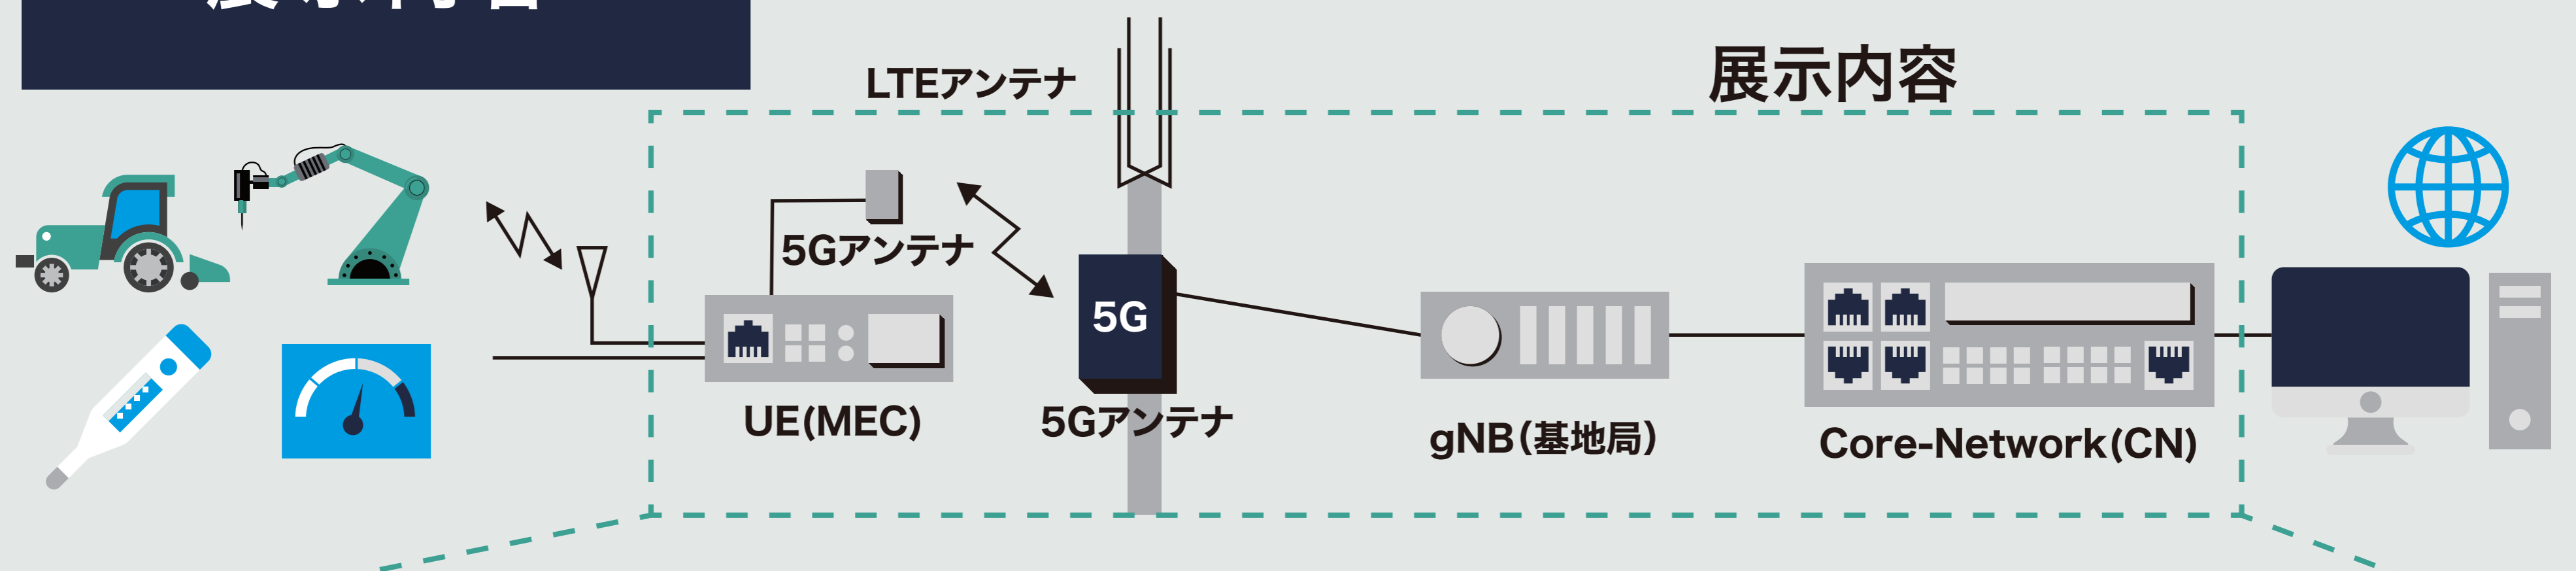 展示内容
LTEアンテナ
5Gアンテナ
5G
UE(MEC)
5Gアンテナ
gNB(基地局)
Core-Network(CN)